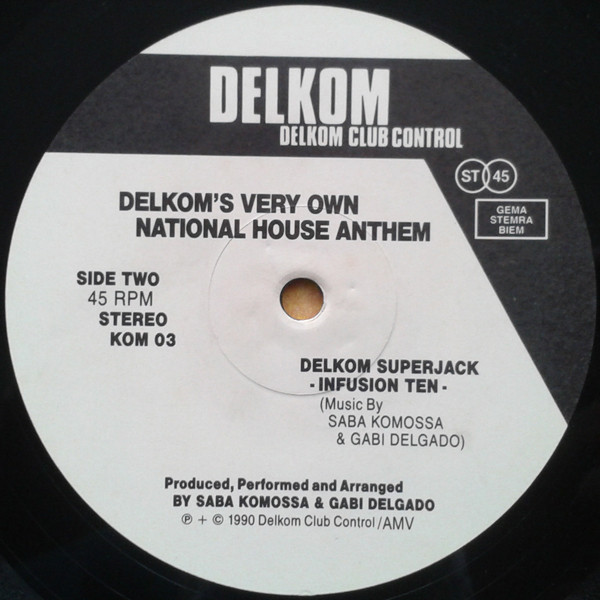 DELKOM
DELKOM CLUB CONTROL
ST 45
GEMA
STEMRA
BIEM
DELKOM'S VERY OWN
NATIONAL HOUSE ANTHEM
SIDE TWO
45 RPM
STEREO
KOM 03
DELKOM SUPERJACK
- INFUSION TEN -
(Music By
SABA KOMOSSA
& GABI DELGADO)
Produced, Performed and Arranged
BY SABA KOMOSSA & GABI DELGADO
℗ + © 1990 Delkom Club Control/AMV